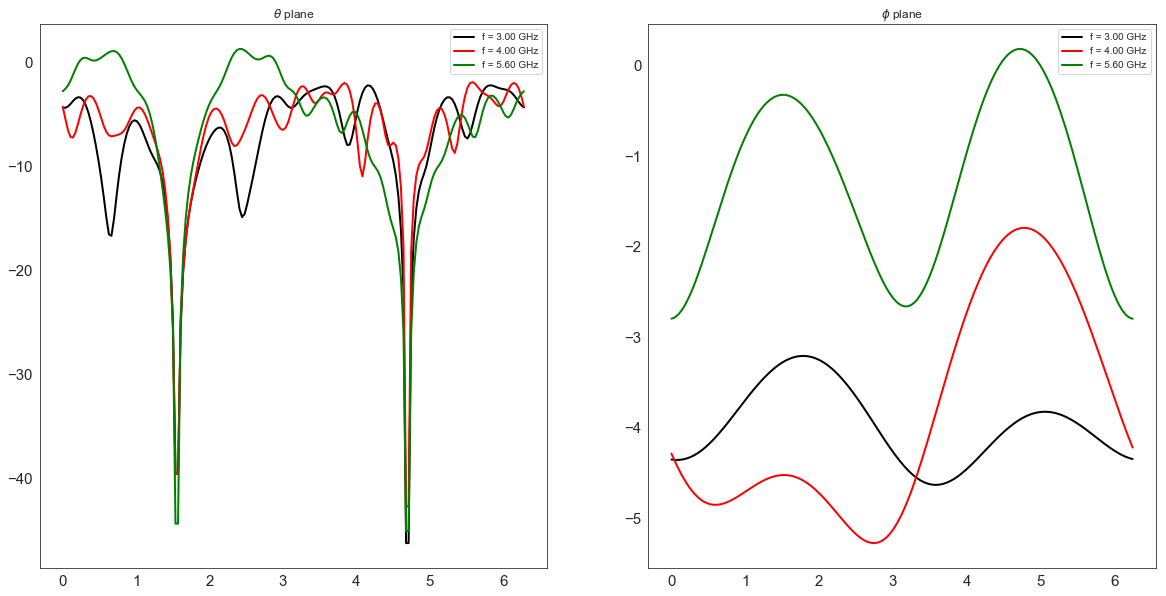 θ plane
f = 3.00 GHz
f = 4.00 GHz
f = 5.60 GHz
0
−10
−20
−30
−40
0 1 2 3 4 5 6
ϕ plane
f = 3.00 GHz
f = 4.00 GHz
f = 5.60 GHz
0
−1
−2
−3
−4
−5
0 1 2 3 4 5 6